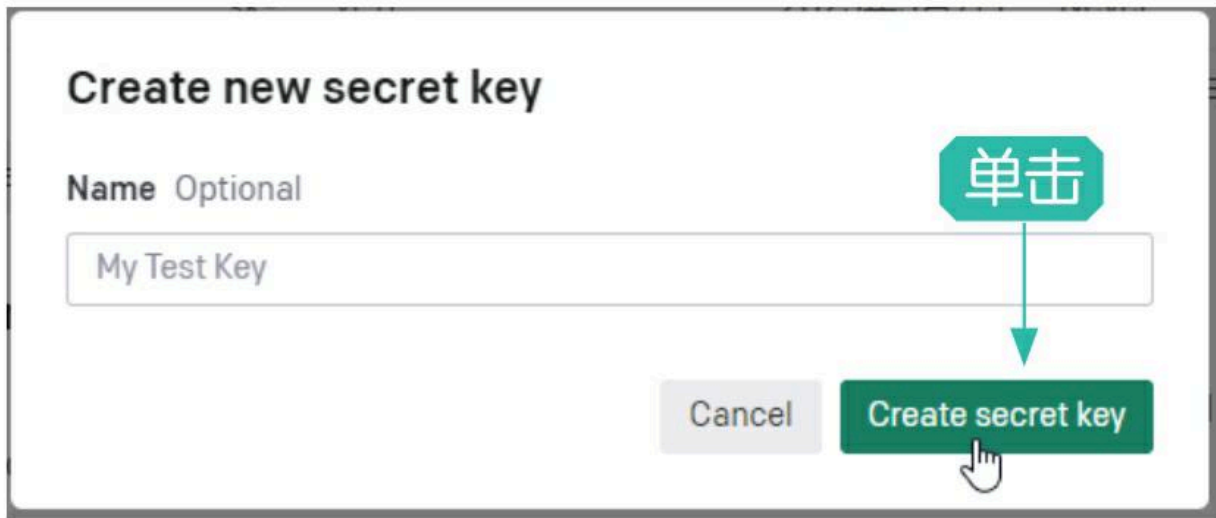 Create new secret key
Name Optional
单击
My Test Key
Cancel
Create secret key